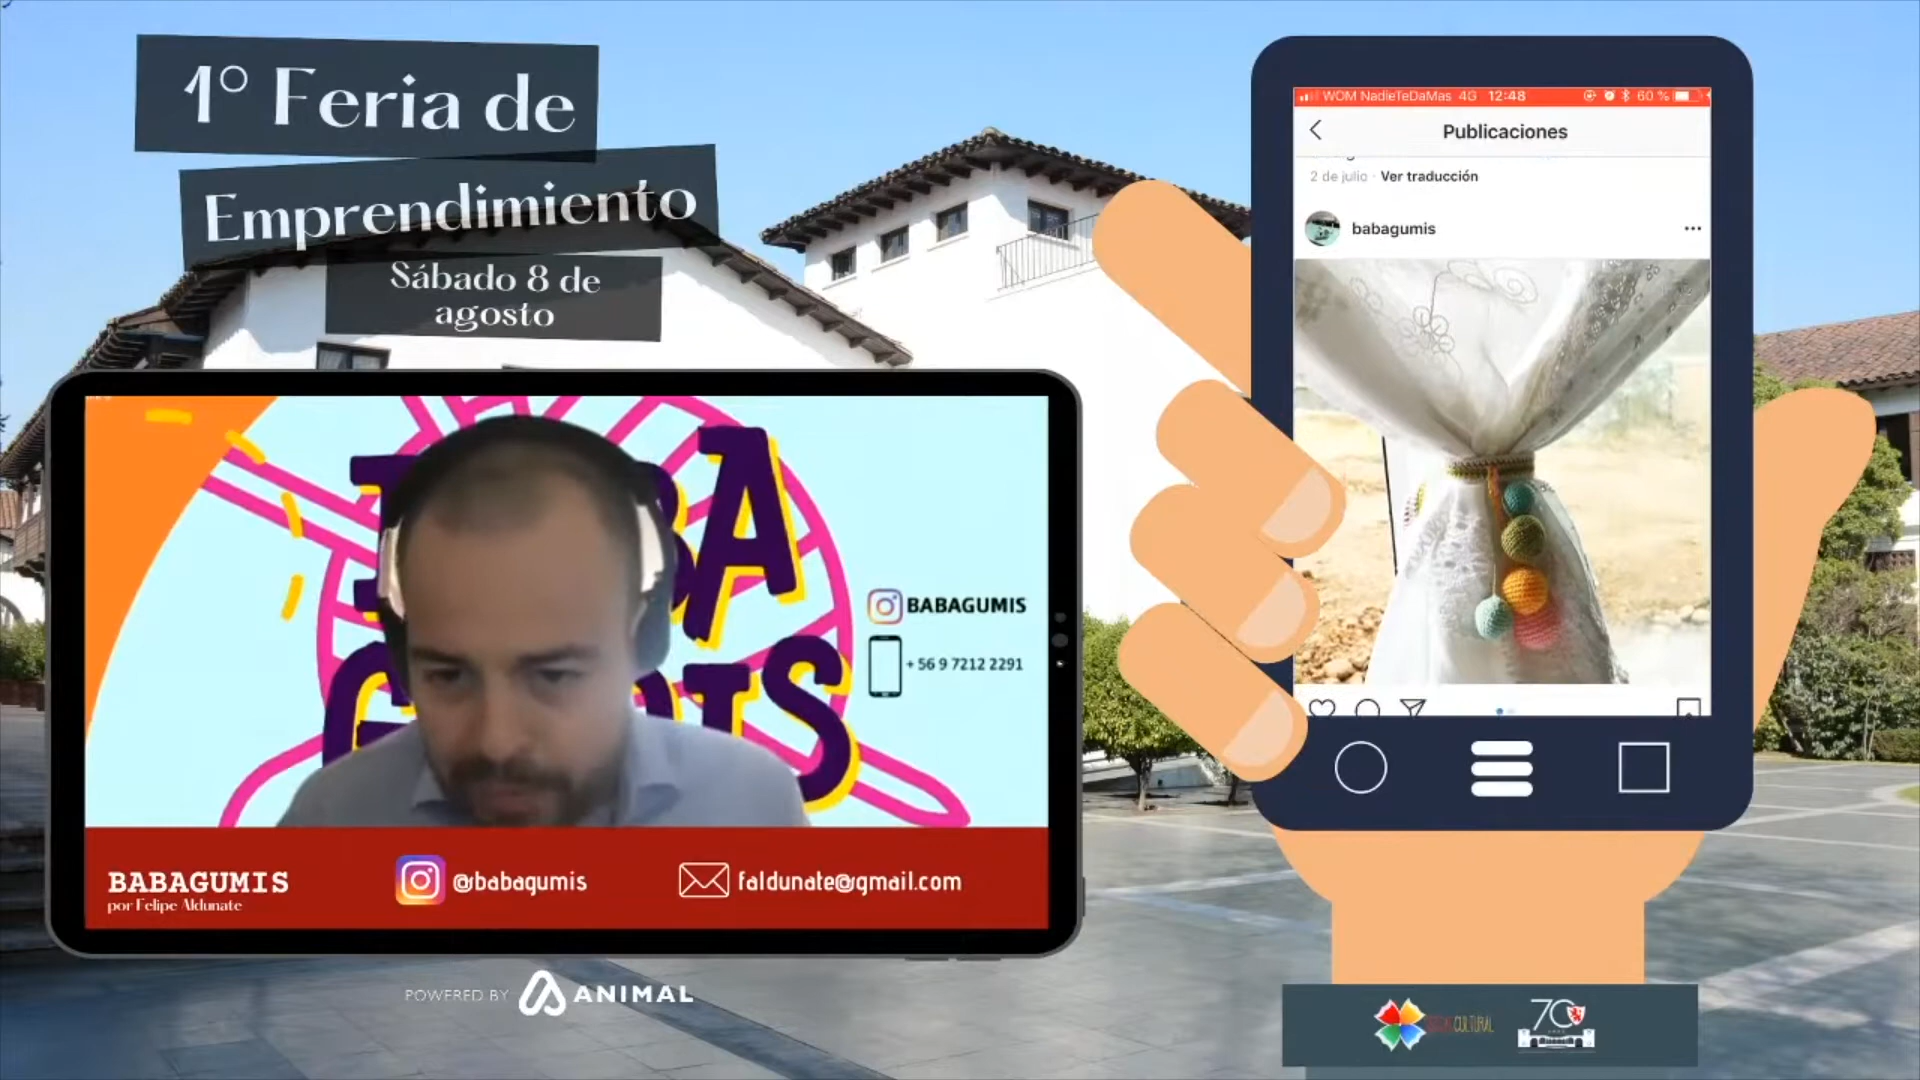 1° Feria de
Emprendimiento
Sábado 8 de
agosto
BABAGUMIS
+ 56 9 7212 2291
BABAGUMIS
por Felipe Aldunate
@babagumis
faldunate@gmail.com
POWERED BY ANIMAL
WOM NadieTeDaMas 4G 12:48 60 %
Publicaciones
2 de julio · Ver traducción
babagumis
CULTURAL
70